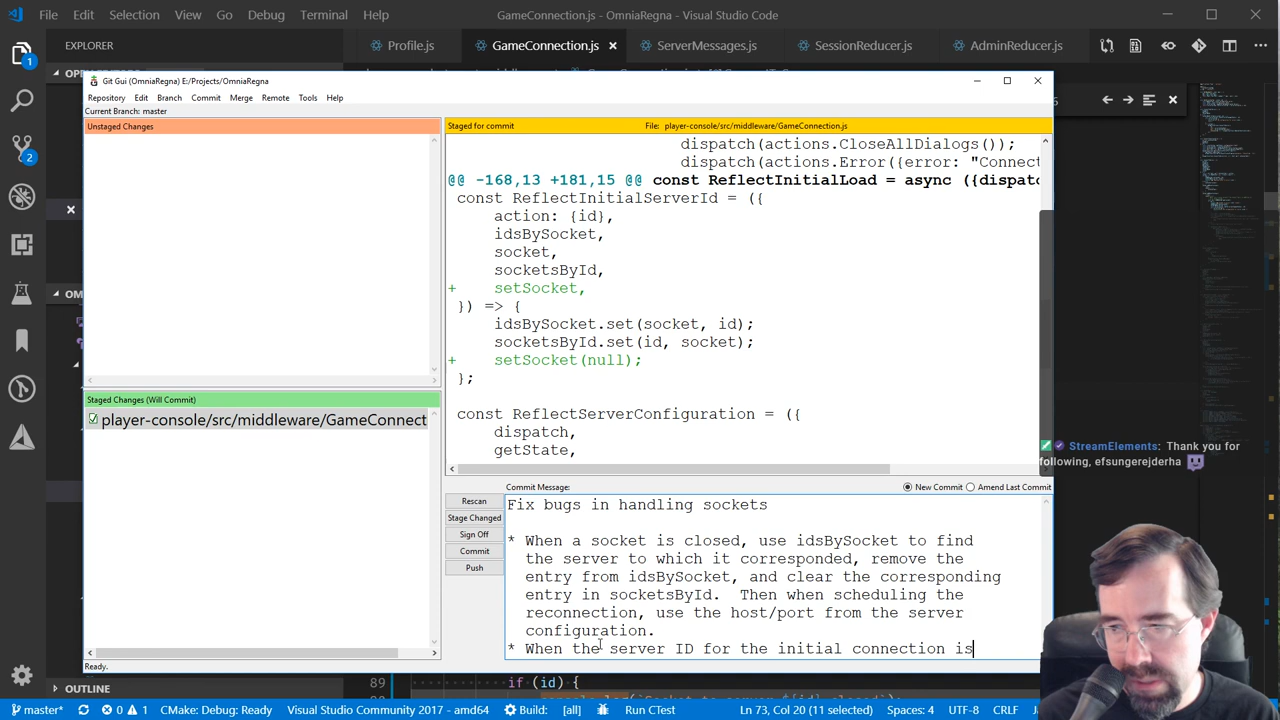 File Edit Selection View Go Debug Terminal Help
GameConnection.js - OmniaRegna - Visual Studio Code
EXPLORER
Profile.js GameConnection.js ServerMessages.js SessionReducer.js AdminReducer.js
Git Gui (OmniaRegna) E:/Projects/OmniaRegna
Repository Edit Branch Commit Merge Remote Tools Help
Current Branch: master
Unstaged Changes
Staged for commit File: player-console/src/middleware/GameConnection.js
dispatch(actions.CloseAllDialogs());
dispatch(actions.Error({error: "Connect
@@ -168,13 +181,15 @@ const ReflectInitialLoad = async ({dispatc
const ReflectInitialServerId = ({
action: {id},
idsBySocket,
socket,
socketsById,
+ setSocket,
}) => {
idsBySocket.set(socket, id);
socketsById.set(id, socket);
+ setSocket(null);
};
const ReflectServerConfiguration = ({
dispatch,
getState,
Staged Changes (Will Commit)
player-console/src/middleware/GameConnect
StreamElements: Thank you for
following, efsungerejderha
Commit Message: New Commit Amend Last Commit
Rescan
Stage Changed
Sign Off
Commit
Push
Fix bugs in handling sockets
* When a socket is closed, use idsBySocket to find
the server to which it corresponded, remove the
entry from idsBySocket, and clear the corresponding
entry in socketsById. Then when scheduling the
reconnection, use the host/port from the server
configuration.
* When the server ID for the initial connection is
Ready.
89 if (id) {
OUTLINE
master* 0 1 CMake: Debug: Ready Visual Studio Community 2017 - amd64 Build: [all] Run CTest Ln 73, Col 20 (11 selected) Spaces: 4 UTF-8 CRLF